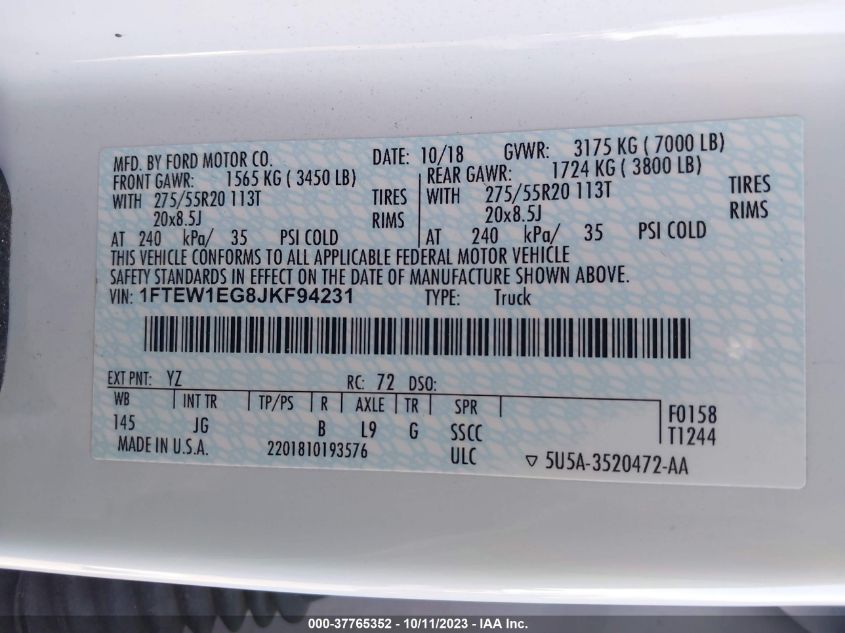 MFD. BY FORD MOTOR CO. DATE: 10/18 GVWR: 3175 KG ( 7000 LB)
FRONT GAWR: 1565 KG ( 3450 LB) REAR GAWR: 1724 KG ( 3800 LB)
WITH 275/55R20 113T TIRES WITH 275/55R20 113T TIRES
20x8.5J RIMS 20x8.5J RIMS
AT 240 kPa/ 35 PSI COLD AT 240 kPa/ 35 PSI COLD
THIS VEHICLE CONFORMS TO ALL APPLICABLE FEDERAL MOTOR VEHICLE
SAFETY STANDARDS IN EFFECT ON THE DATE OF MANUFACTURE SHOWN ABOVE.
VIN: 1FTEW1EG8JKF94231 TYPE: Truck
EXT PNT: YZ RC: 72 DSO:
WB INT TR TP/PS R AXLE TR SPR F0158
145 JG B L9 G SSCC T1244
MADE IN U.S.A. 2201810193576 ULC ▽ 5U5A-3520472-AA
000-37765352 - 10/11/2023 - IAA Inc.